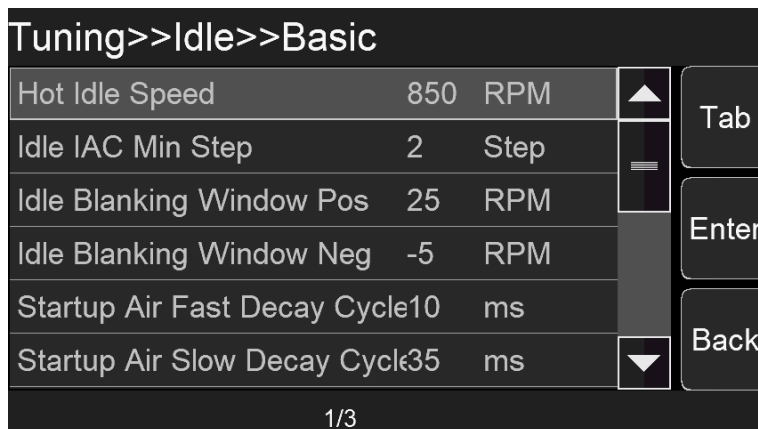 Tuning>>Idle>>Basic
Hot Idle Speed 850 RPM
Idle IAC Min Step 2 Step
Idle Blanking Window Pos 25 RPM
Idle Blanking Window Neg -5 RPM
Startup Air Fast Decay Cycle10 ms
Startup Air Slow Decay Cycle35 ms
Tab
Enter
Back
1/3